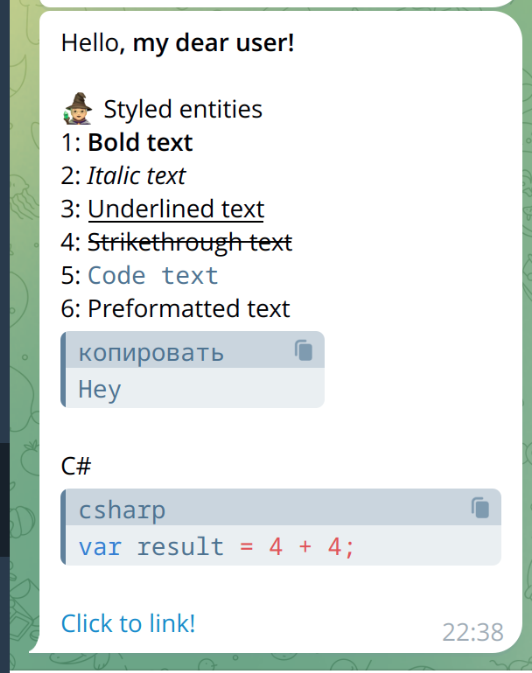 Hello, my dear user!
Styled entities
1: Bold text
2: Italic text
3: Underlined text
4: Strikethrough text
5: Code text
6: Preformatted text
копировать
Hey
C#
csharp
var result = 4 + 4;
Click to link!
22:38